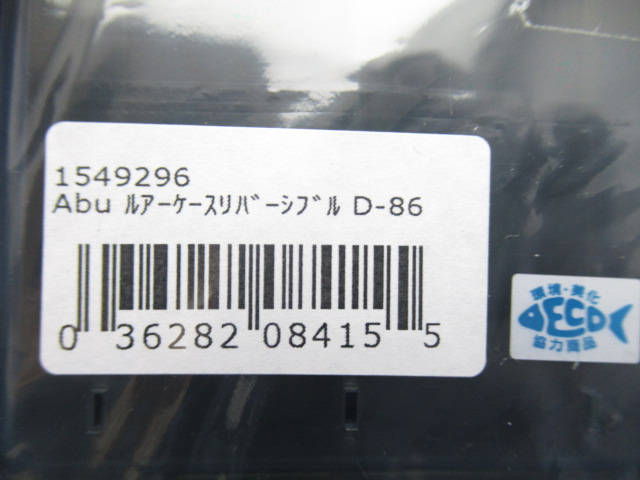 1549296
Abu ﾙｱｰｹｰｽﾘﾊﾞｰｼﾌﾞﾙ D-86
0 36282 08415 5
環境・美化
ECO
協力商品